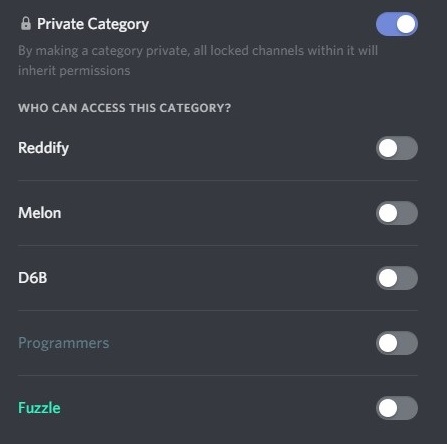 Private Category
By making a category private, all locked channels within it will
inherit permissions
WHO CAN ACCESS THIS CATEGORY?
Reddify
Melon
D6B
Programmers
Fuzzle